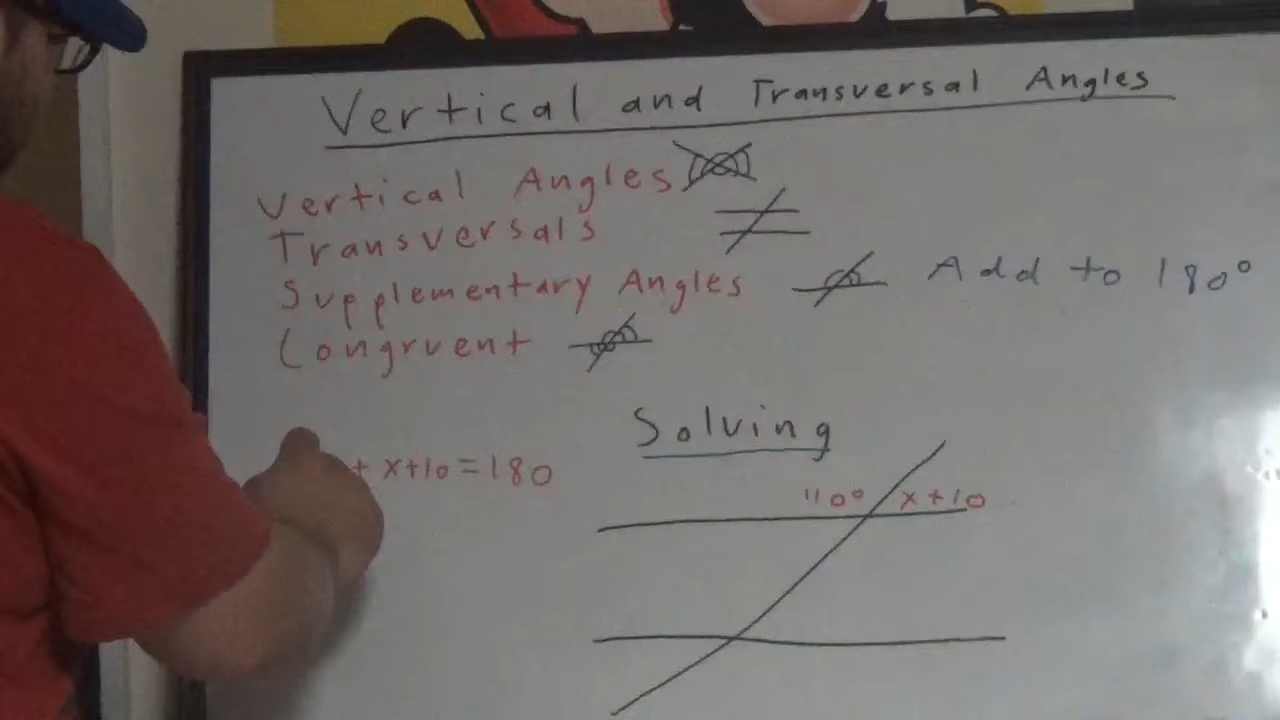 Vertical and Transversal Angles
Vertical Angles
Transversals
Supplementary Angles Add to 180°
Congruent
Solving
+ x+10=180
110° x+10